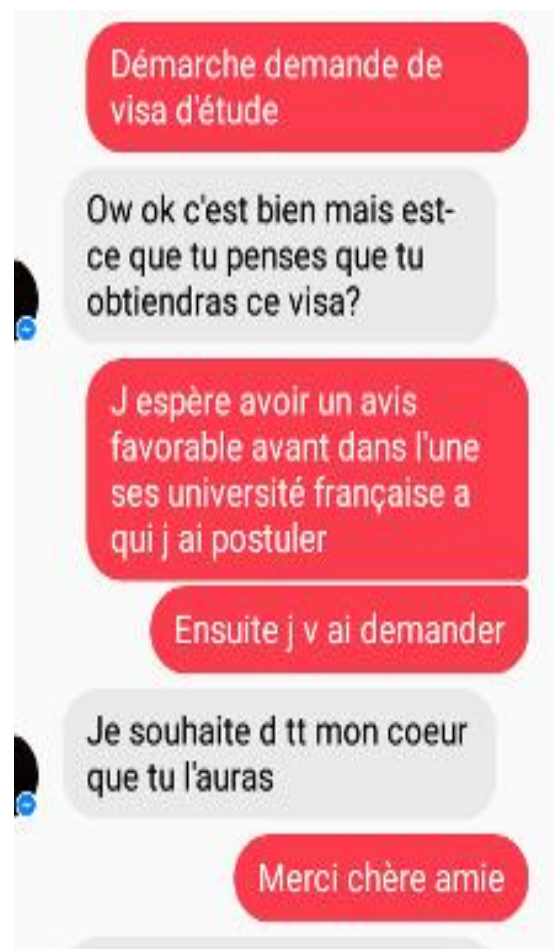 Démarche demande de
visa d'étude
Ow ok c'est bien mais est-
ce que tu penses que tu
obtiendras ce visa?
J espère avoir un avis
favorable avant dans l'une
ses université française a
qui j ai postuler
Ensuite j v ai demander
Je souhaite d tt mon coeur
que tu l'auras
Merci chère amie